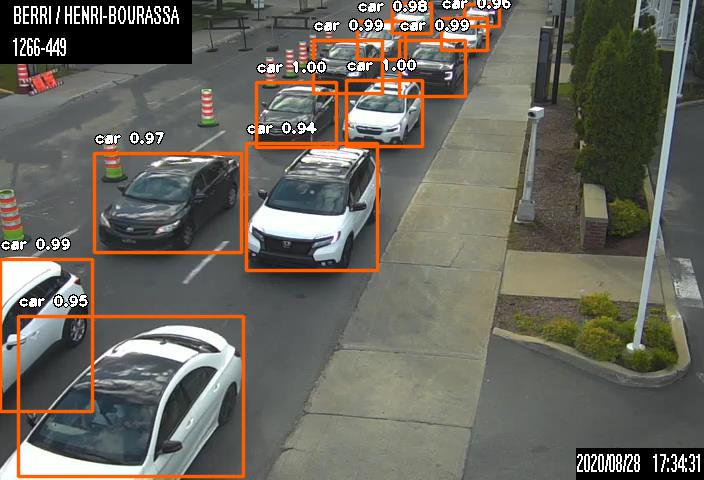 BERRI / HENRI-BOURASSA
1266-449
car 0.98
car 0.96
car 0.99
car 0.99
car 1.00
car 1.00
car 0.94
car 0.97
car 0.99
car 0.95
2020/08/28 17:34:31